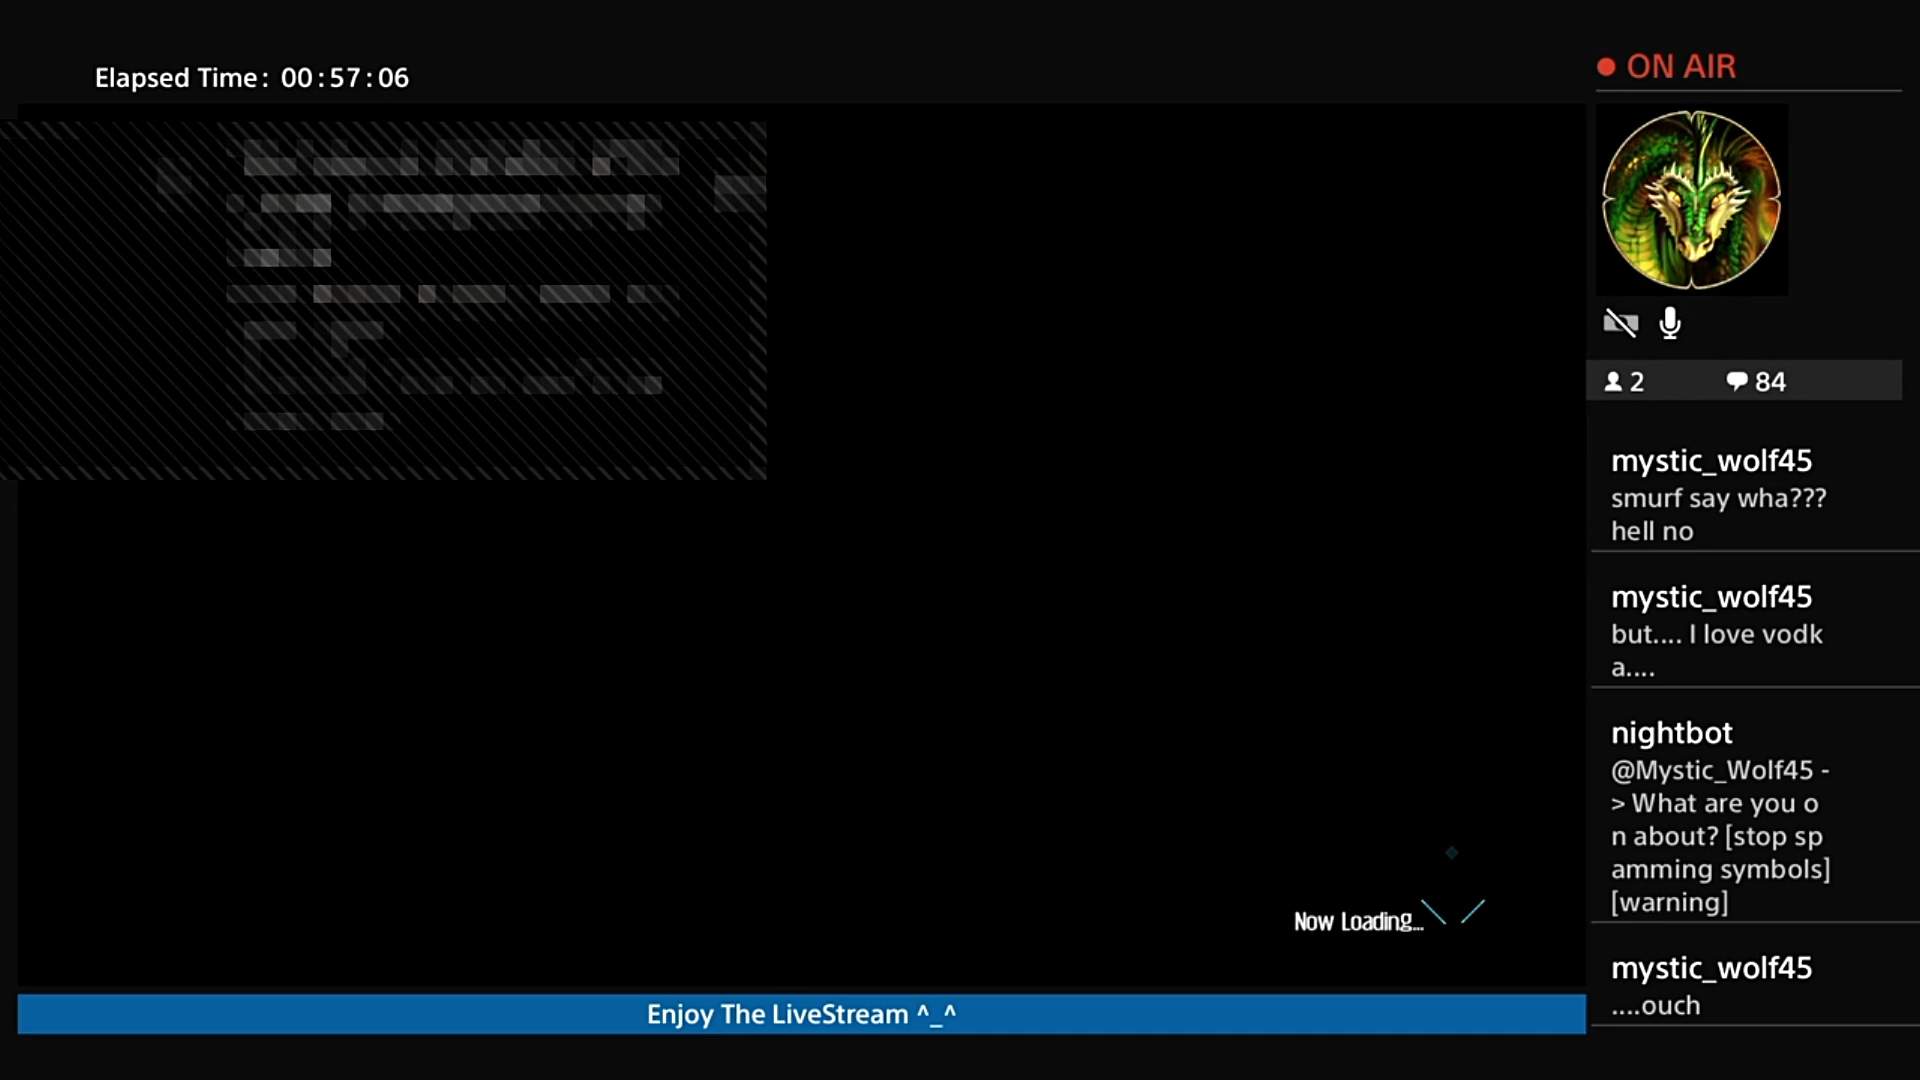 Elapsed Time: 00:57:06
ON AIR
2
84
mystic_wolf45
smurf say wha???
hell no
mystic_wolf45
but.... I love vodk
a....
nightbot
@Mystic_Wolf45 -
> What are you o
n about? [stop sp
amming symbols]
[warning]
mystic_wolf45
....ouch
Now Loading...
Enjoy The LiveStream ^_^